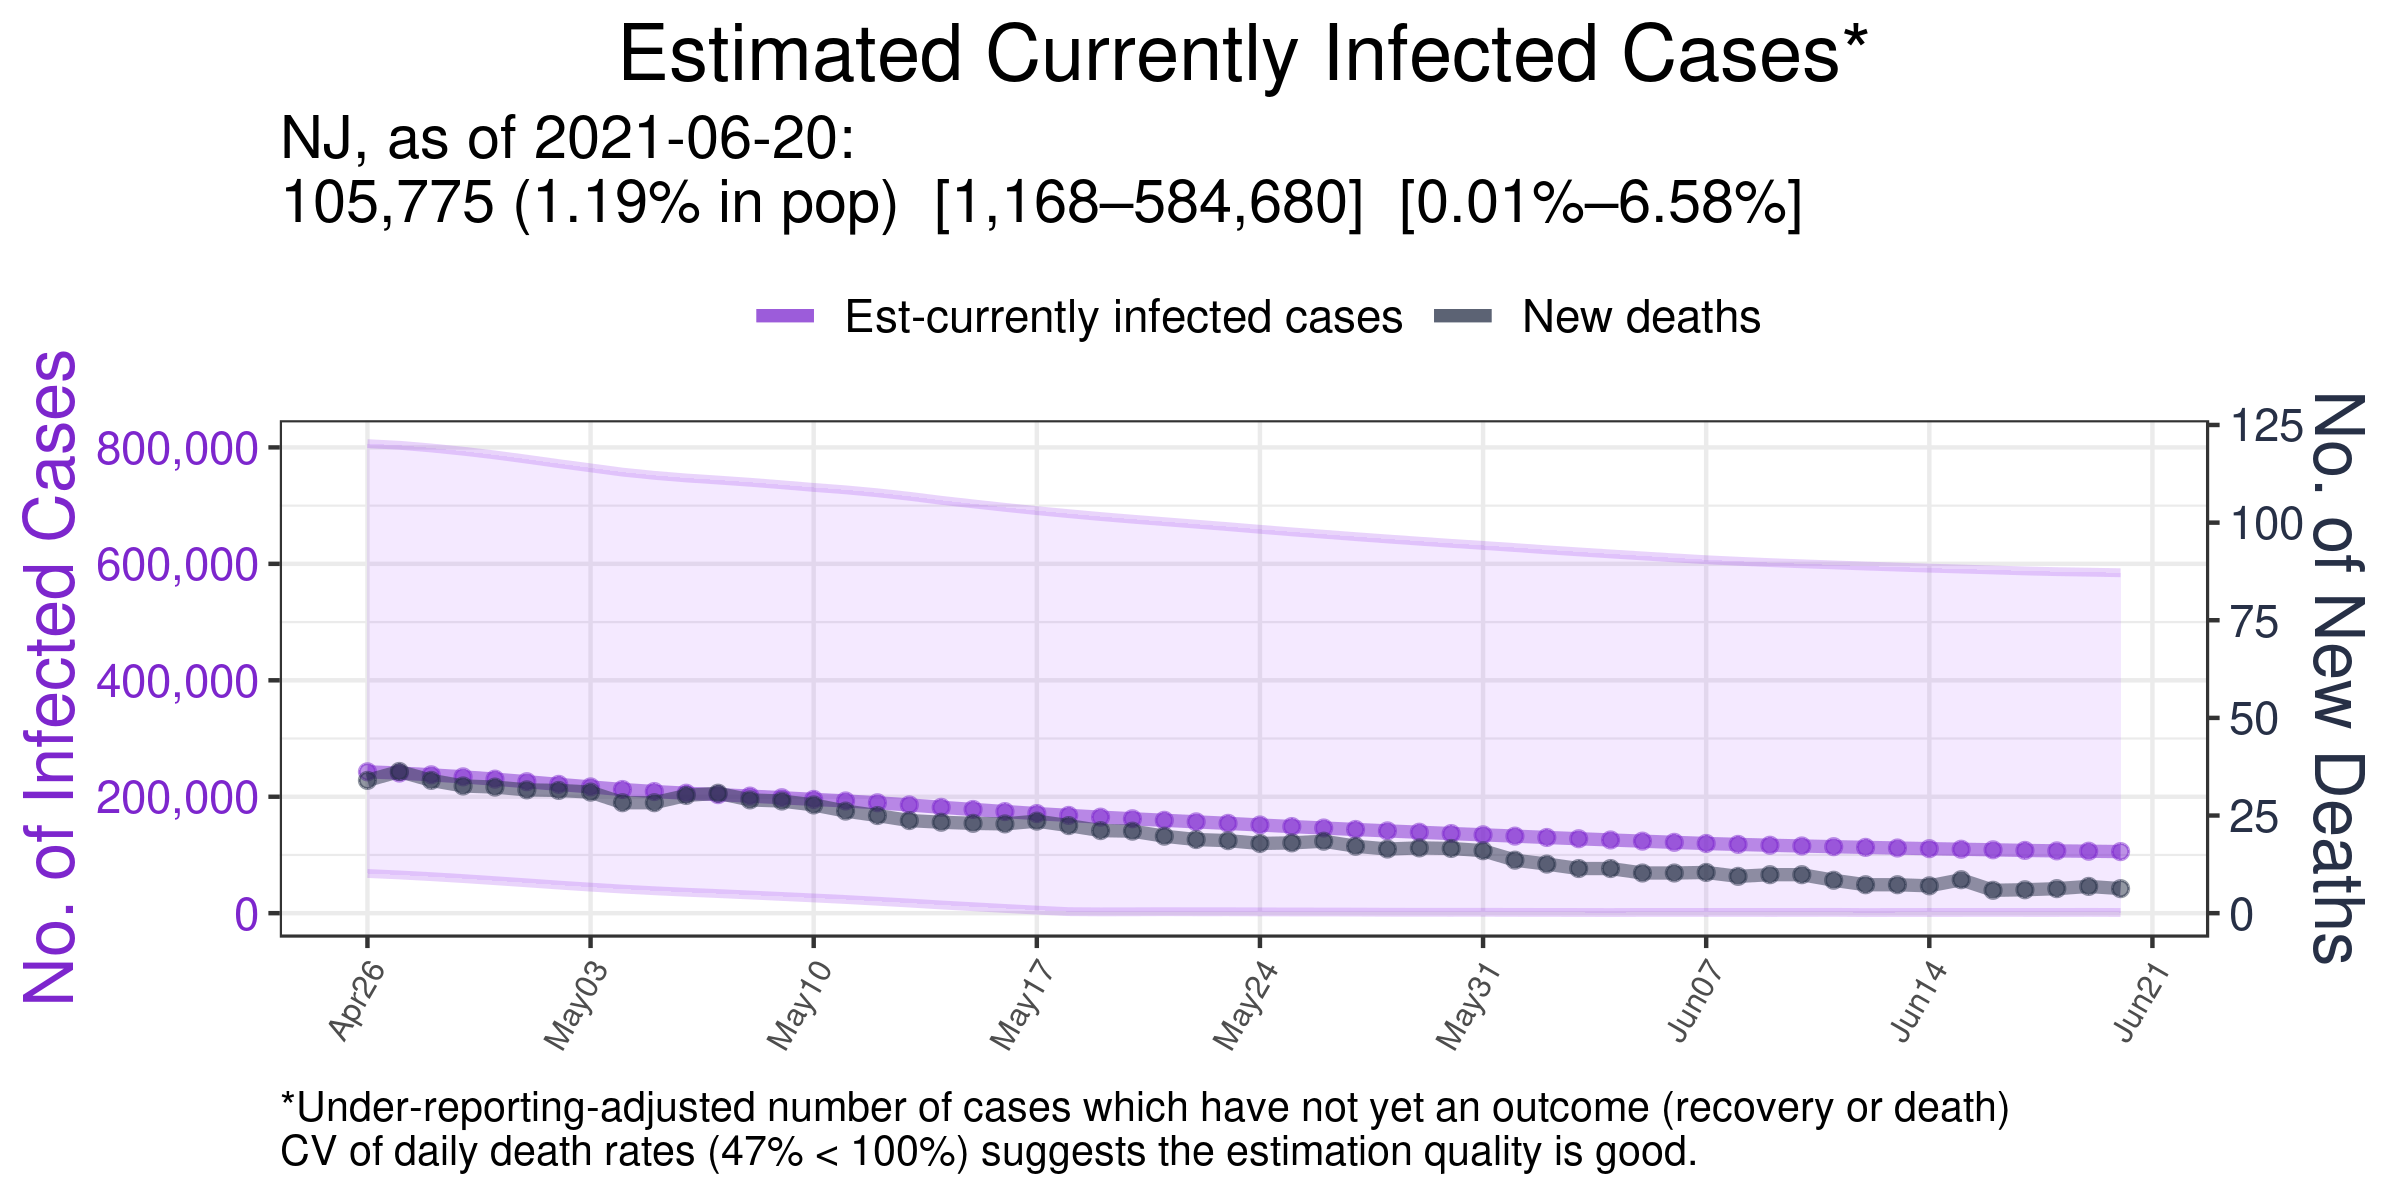 Estimated Currently Infected Cases*
NJ, as of 2021-06-20:
105,775 (1.19% in pop)  [1,168–584,680]  [0.01%–6.58%]
Est-currently infected cases
New deaths
No. of Infected Cases
800,000
600,000
400,000
200,000
0
125
100
75
50
25
0
No. of New Deaths
Apr26
May03
May10
May17
May24
May31
Jun07
Jun14
Jun21
*Under-reporting-adjusted number of cases which have not yet an outcome (recovery or death)
CV of daily death rates (47% < 100%) suggests the estimation quality is good.